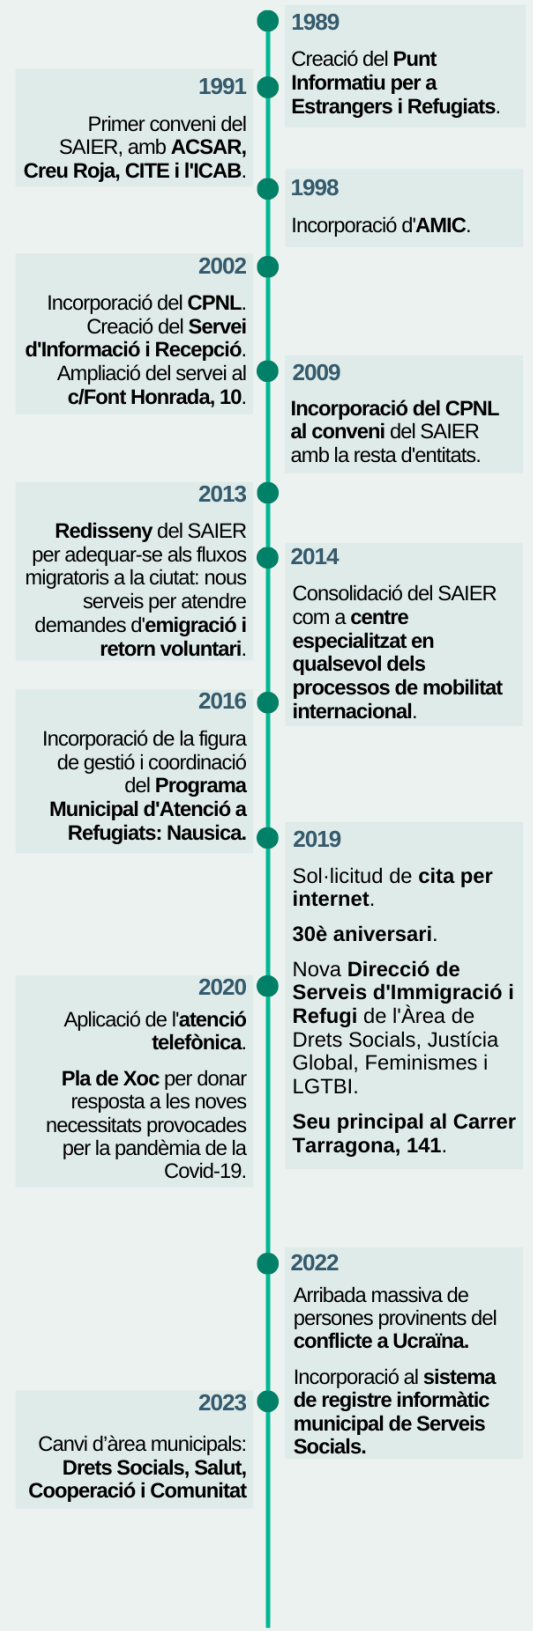 1989
Creació del Punt
Informatiu per a
Estrangers i Refugiats.
1991
Primer conveni del
SAIER, amb ACSAR,
Creu Roja, CITE i l'ICAB.
1998
Incorporació d'AMIC.
2002
Incorporació del CPNL.
Creació del Servei
d'Informació i Recepció.
Ampliació del servei al
c/Font Honrada, 10.
2009
Incorporació del CPNL
al conveni del SAIER
amb la resta d'entitats.
2013
Redisseny del SAIER
per adequar-se als fluxos
migratoris a la ciutat: nous
serveis per atendre
demandes d'emigració i
retorn voluntari.
2014
Consolidació del SAIER
com a centre
especialitzat en
qualsevol dels
processos de mobilitat
internacional.
2016
Incorporació de la figura
de gestió i coordinació
del Programa
Municipal d'Atenció a
Refugiats: Nausica.
2019
Sol·licitud de cita per
internet.
30è aniversari.
Nova Direcció de
Serveis d'Immigració i
Refugi de l'Àrea de
Drets Socials, Justícia
Global, Feminismes i
LGTBI.
Seu principal al Carrer
Tarragona, 141.
2020
Aplicació de l'atenció
telefònica.
Pla de Xoc per donar
resposta a les noves
necessitats provocades
per la pandèmia de la
Covid-19.
2022
Arribada massiva de
persones provinents del
conflicte a Ucraïna.
Incorporació al sistema
de registre informàtic
municipal de Serveis
Socials.
2023
Canvi d’àrea municipals:
Drets Socials, Salut,
Cooperació i Comunitat